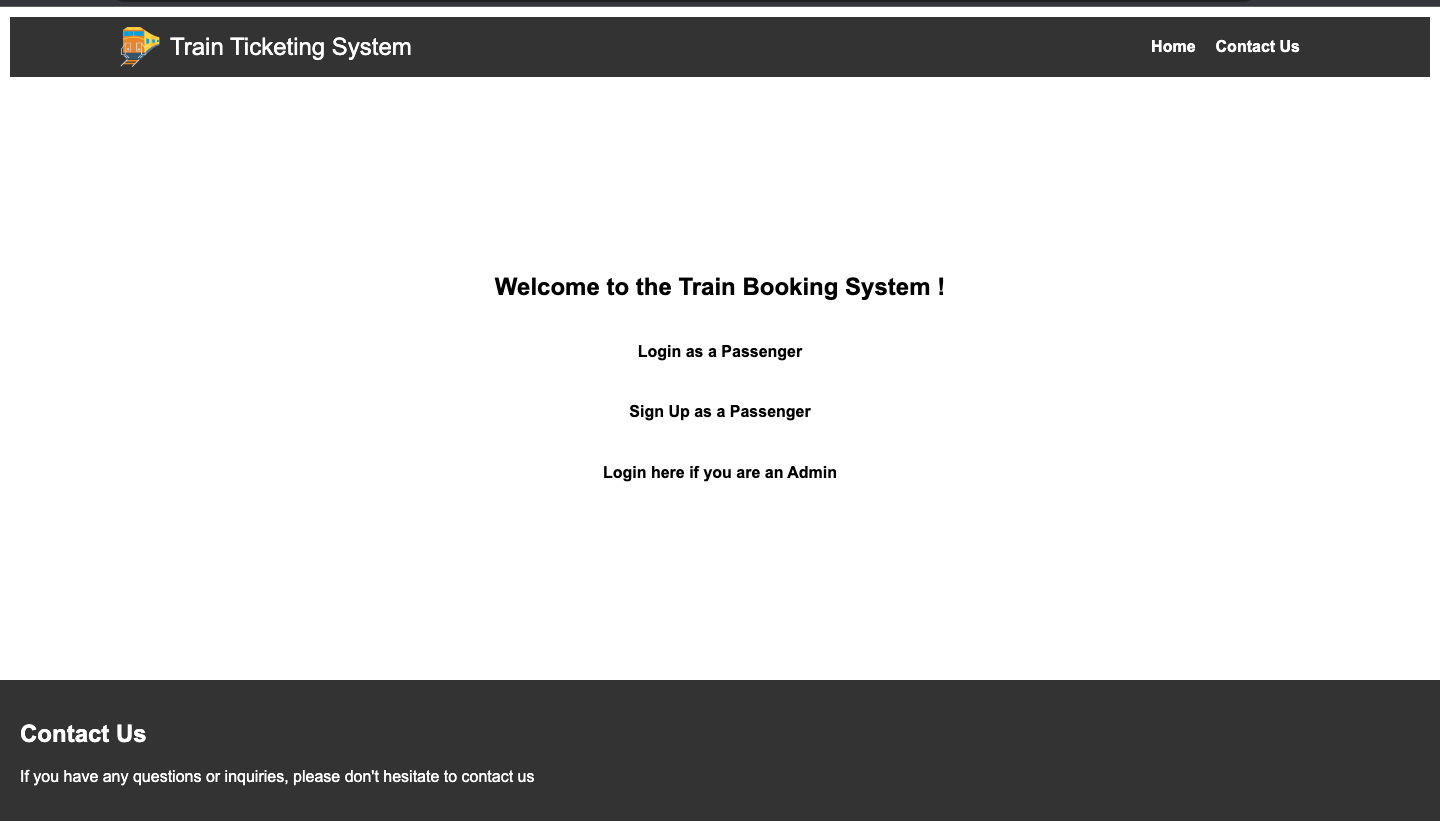 Train Ticketing System
Home Contact Us
Welcome to the Train Booking System !
Login as a Passenger
Sign Up as a Passenger
Login here if you are an Admin
Contact Us
If you have any questions or inquiries, please don't hesitate to contact us